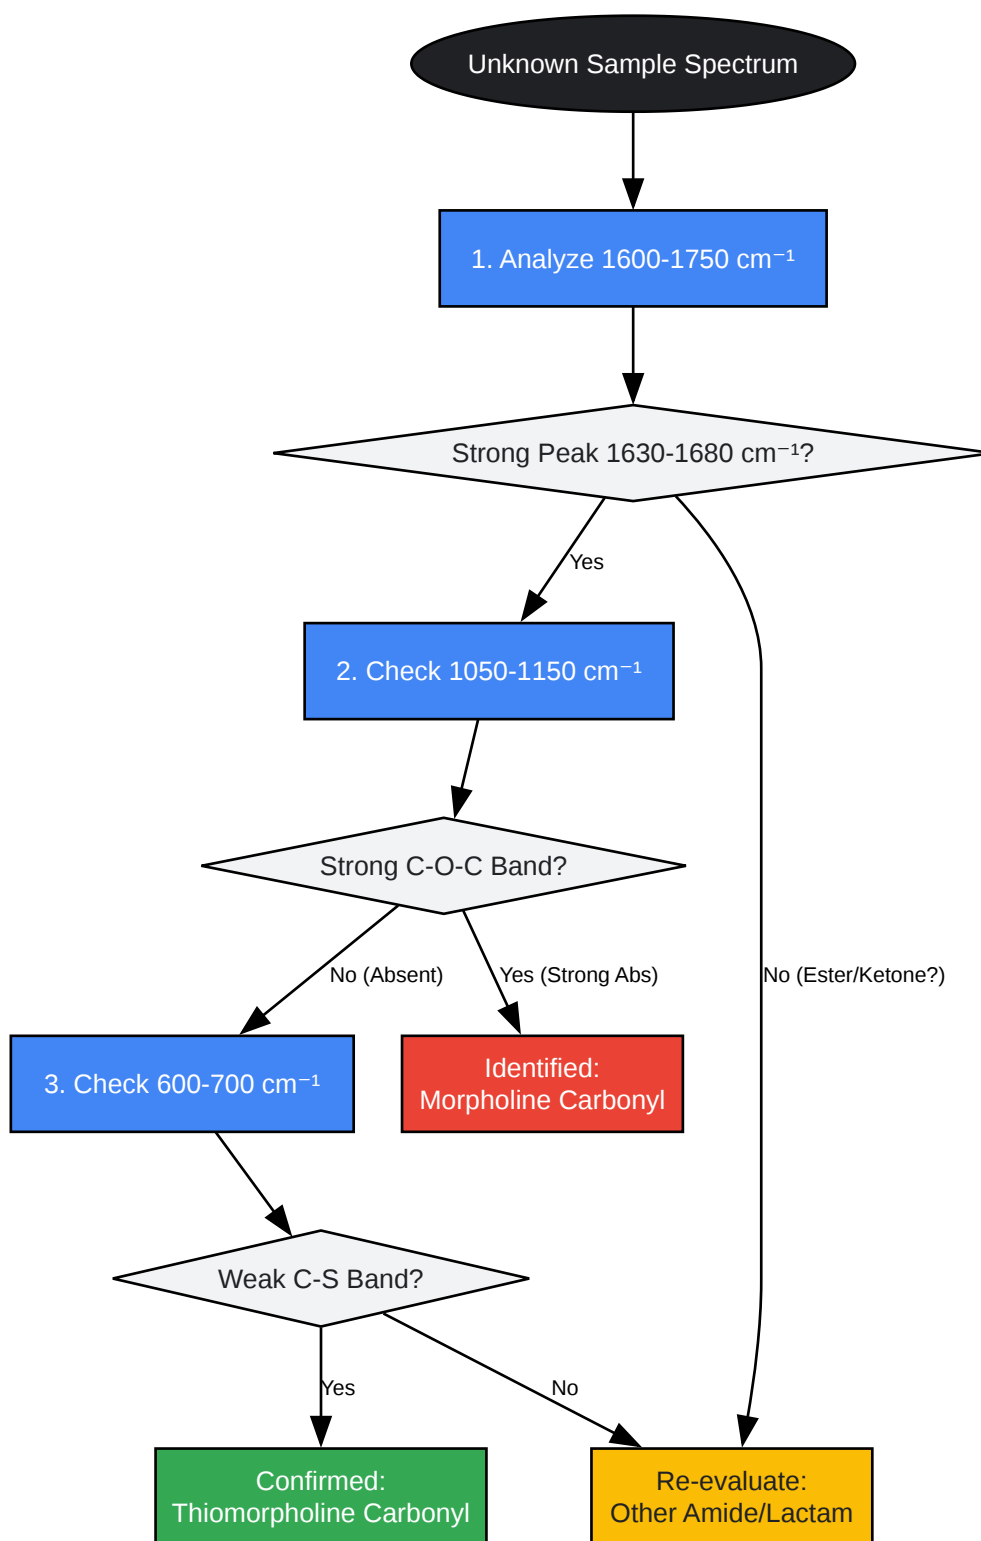 Unknown Sample Spectrum
1. Analyze 1600-1750 cm⁻¹
Strong Peak 1630-1680 cm⁻¹?
Yes
2. Check 1050-1150 cm⁻¹
Strong C-O-C Band?
No (Absent)
Yes (Strong Abs)
No (Ester/Ketone?)
3. Check 600-700 cm⁻¹
Identified:
Morpholine Carbonyl
Weak C-S Band?
Yes
No
Confirmed:
Thiomorpholine Carbonyl
Re-evaluate:
Other Amide/Lactam